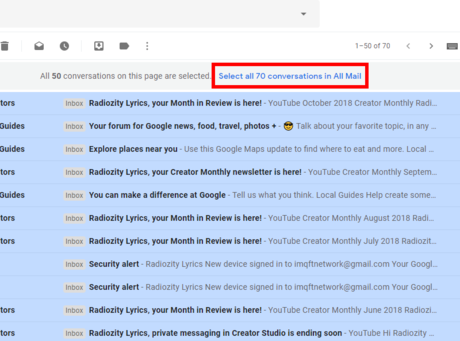 1–50 of 70
All 50 conversations on this page are selected. Select all 70 conversations in All Mail
tors Inbox Radiozity Lyrics, your Month in Review is here! - YouTube October 2018 Creator Monthly Radi...
Guides Inbox Your forum for Google news, food, travel, photos + - 😎 Talk about your favorite topic, in any ...
Guides Inbox Explore places near you - Use this Google Maps update to find where to eat and more. Local ...
tors Inbox Radiozity Lyrics, your Creator Monthly newsletter is here! - YouTube Creator Monthly Septem...
Guides Inbox You can make a difference at Google - Tell us what you think. Local Guides Help create some...
tors Inbox Radiozity Lyrics, your Month in Review is here! - YouTube Creator Monthly August 2018 Radi...
tors Inbox Radiozity Lyrics, your Month in Review is here! - YouTube Creator Monthly July 2018 Radiozit...
Inbox Security alert - Radiozity Lyrics New device signed in to imqftnetwork@gmail.com Your Googl...
Inbox Security alert - Radiozity Lyrics New device signed in to imqftnetwork@gmail.com Your Googl...
tors Inbox Radiozity Lyrics, your Month in Review is here! - YouTube Creator Monthly June 2018 Radiozi...
tors Inbox Radiozity Lyrics, private messaging in Creator Studio is ending soon - YouTube Hi Radiozity ...